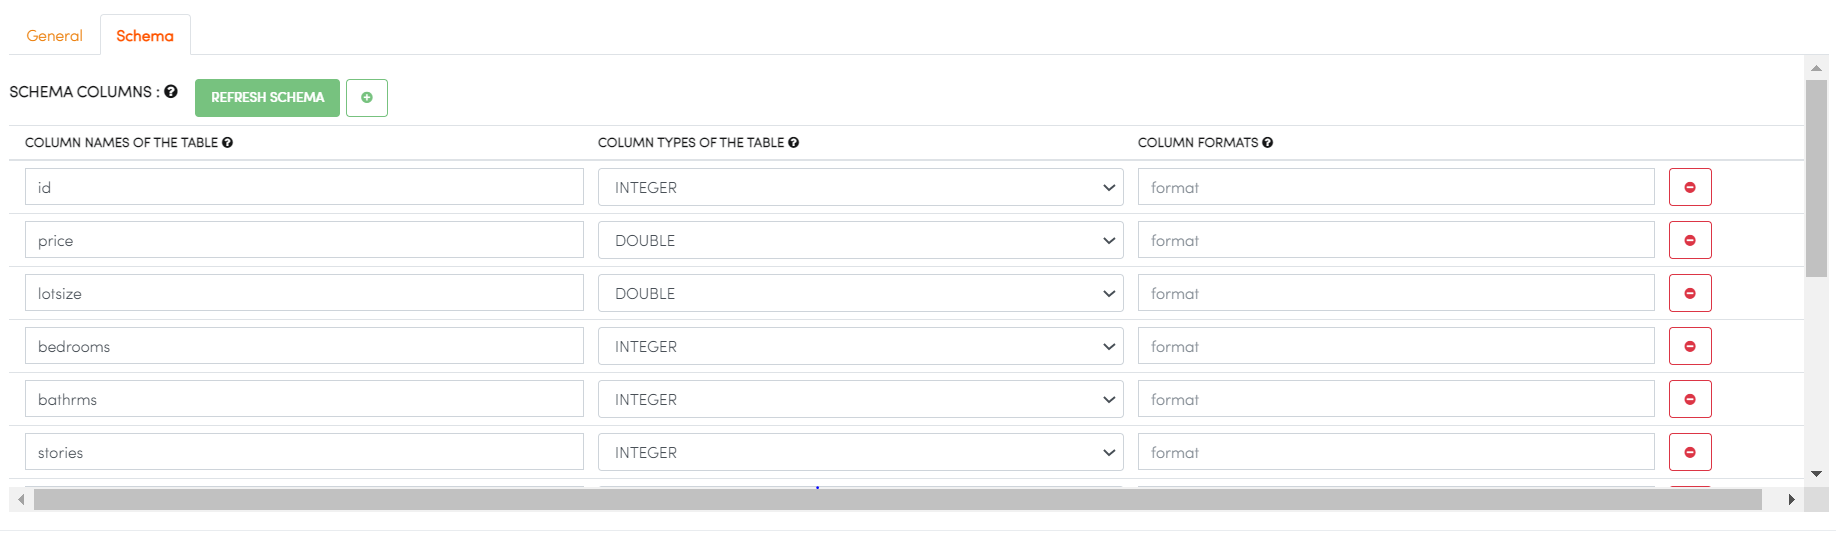 General Schema
SCHEMA COLUMNS : REFRESH SCHEMA
COLUMN NAMES OF THE TABLE COLUMN TYPES OF THE TABLE COLUMN FORMATS
id INTEGER format
price DOUBLE format
lotsize DOUBLE format
bedrooms INTEGER format
bathrms INTEGER format
stories INTEGER format